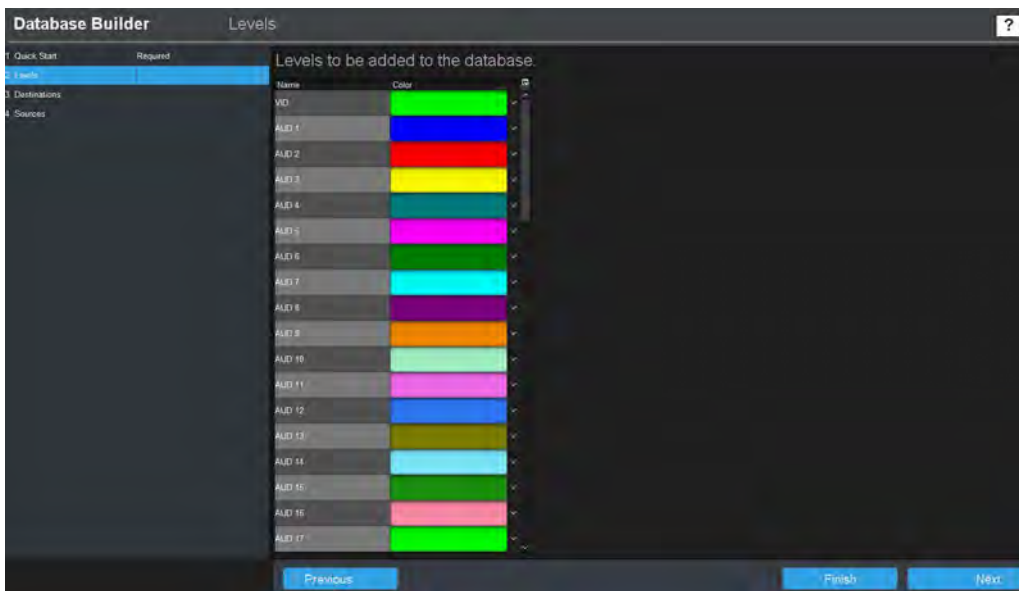 Database Builder Levels
?
1 Quick Start Required
2 Levels
3 Destinations
4 Sources
Levels to be added to the database.
Name Color
VID
AUD 1
AUD 2
AUD 3
AUD 4
AUD 5
AUD 6
AUD 7
AUD 8
AUD 9
AUD 10
AUD 11
AUD 12
AUD 13
AUD 14
AUD 15
AUD 16
AUD 17
Previous Finish Next